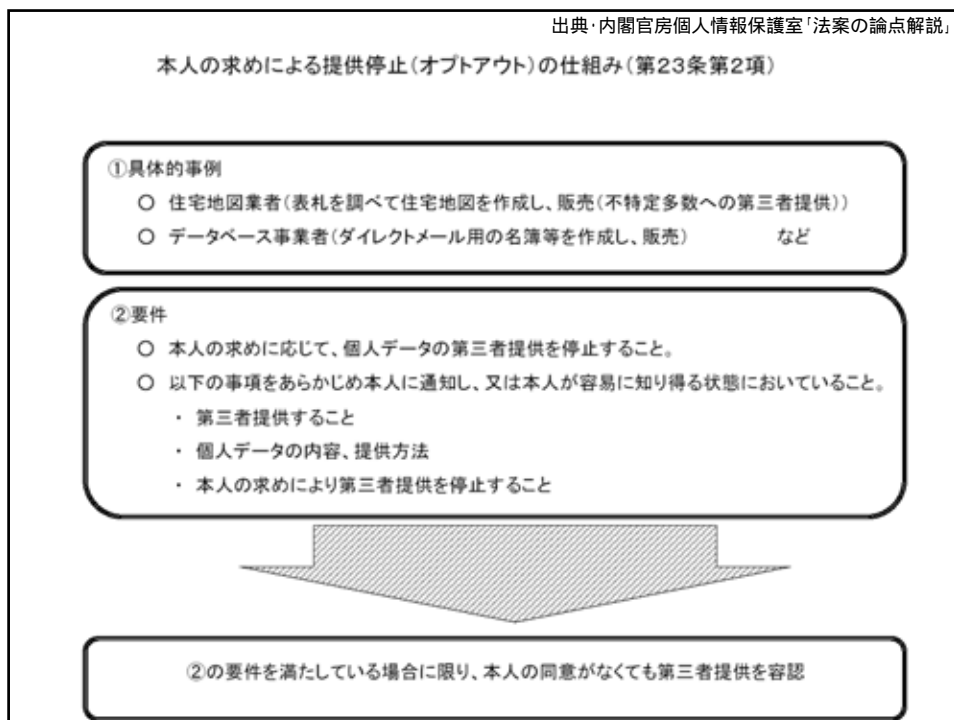 出典・内閣官房個人情報保護室「法案の論点解説」
本人の求めによる提供停止(オプトアウト)の仕組み(第23条第2項)
①具体的事例
○ 住宅地図業者(表札を調べて住宅地図を作成し、販売(不特定多数への第三者提供))
○ データベース事業者(ダイレクトメール用の名簿等を作成し、販売) など
②要件
○ 本人の求めに応じて、個人データの第三者提供を停止すること。
○ 以下の事項をあらかじめ本人に通知し、又は本人が容易に知り得る状態においていること。
・ 第三者提供すること
・ 個人データの内容、提供方法
・ 本人の求めにより第三者提供を停止すること
②の要件を満たしている場合に限り、本人の同意がなくても第三者提供を容認